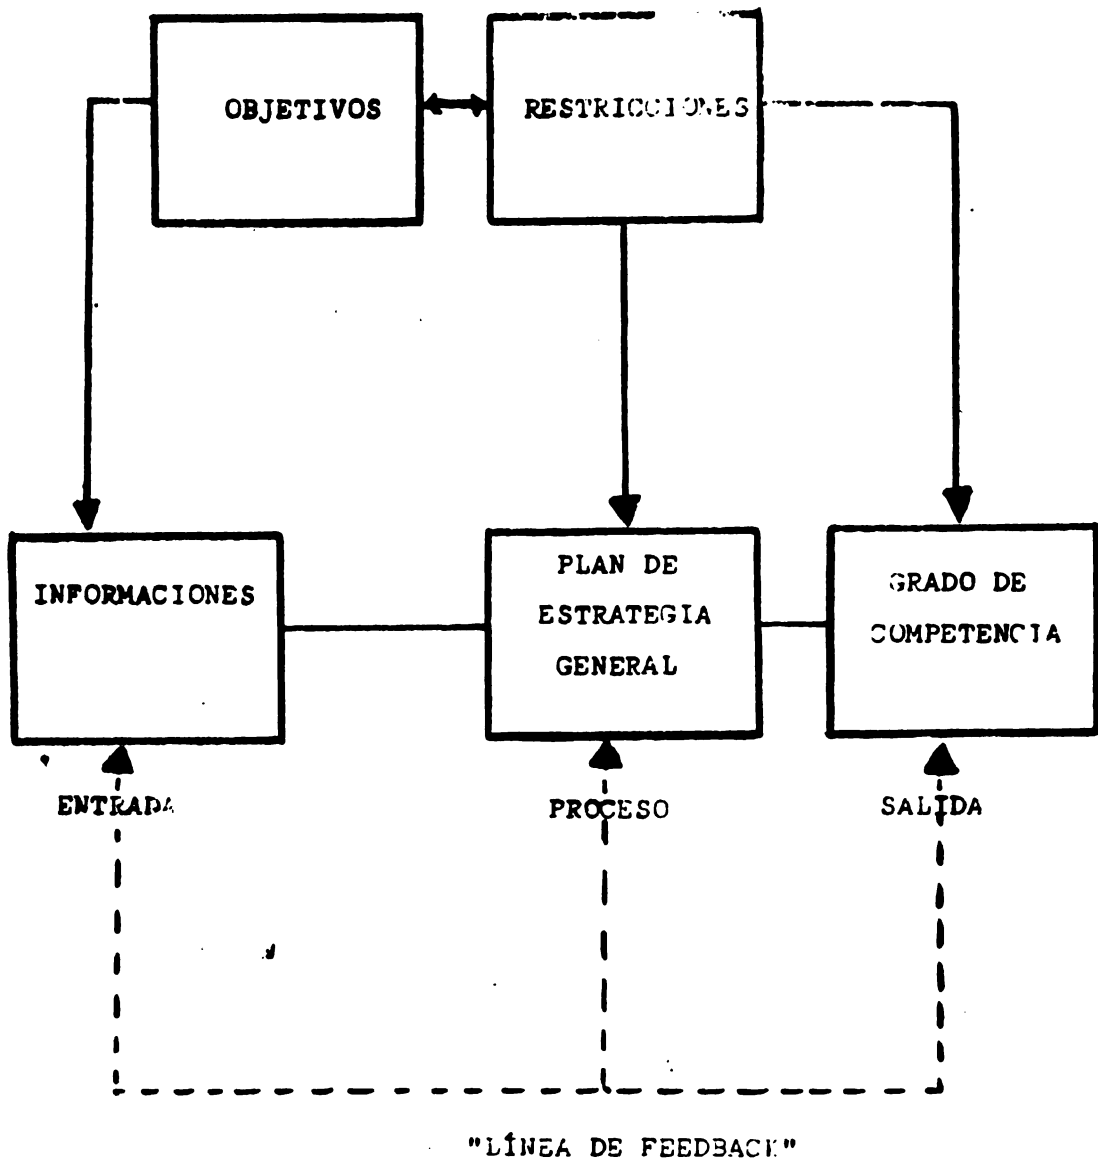 OBJETIVOS
RESTRICCIONES
INFORMACIONES
PLAN DE
ESTRATEGIA
GENERAL
GRADO DE
COMPETENCIA
ENTRADA
PROCESO
SALIDA
"LÍNEA DE FEEDBACK"